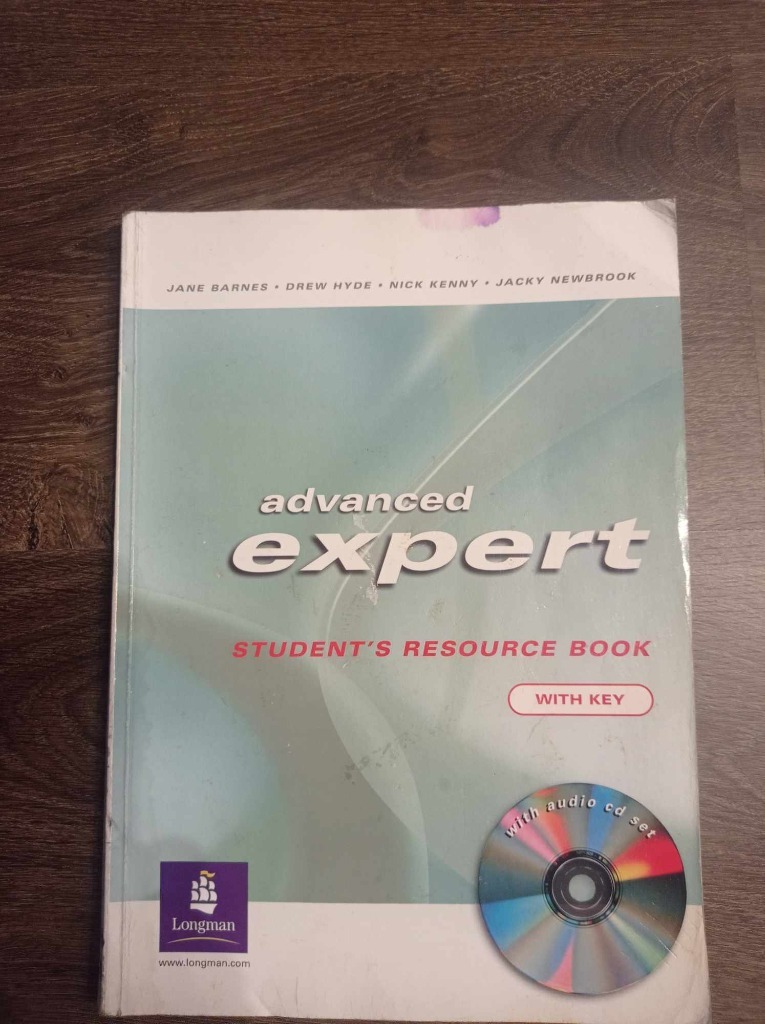 JANE BARNES • DREW HYDE • NICK KENNY • JACKY NEWBROOK
advanced
expert
STUDENT'S RESOURCE BOOK
WITH KEY
with audio cd set
Longman
www.longman.com